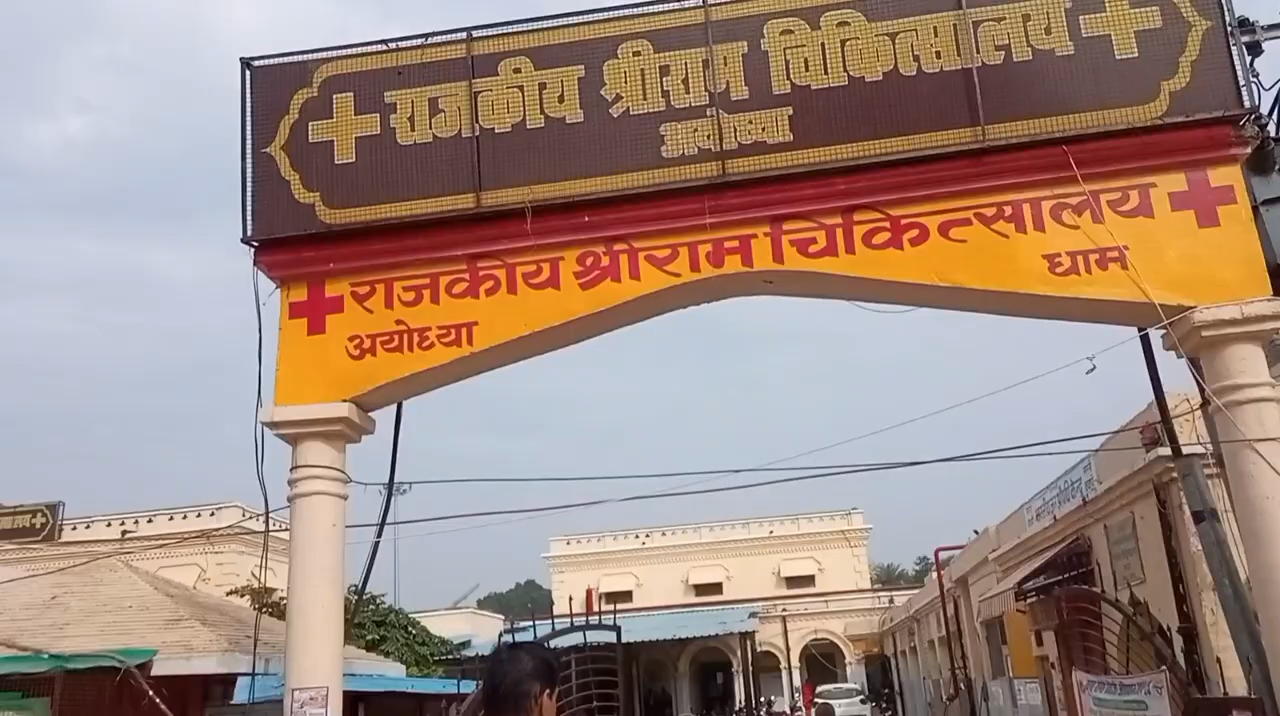 राजकीय श्रीराम चिकित्सालय
अयोध्या
राजकीय श्रीराम चिकित्सालय
अयोध्या धाम